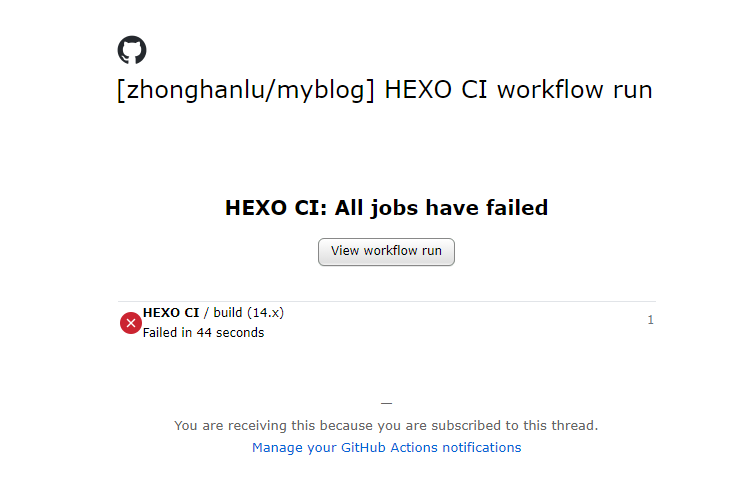 [zhonghanlu/myblog] HEXO CI workflow run
HEXO CI: All jobs have failed
View workflow run
HEXO CI / build (14.x)
1
Failed in 44 seconds
—
You are receiving this because you are subscribed to this thread.
Manage your GitHub Actions notifications